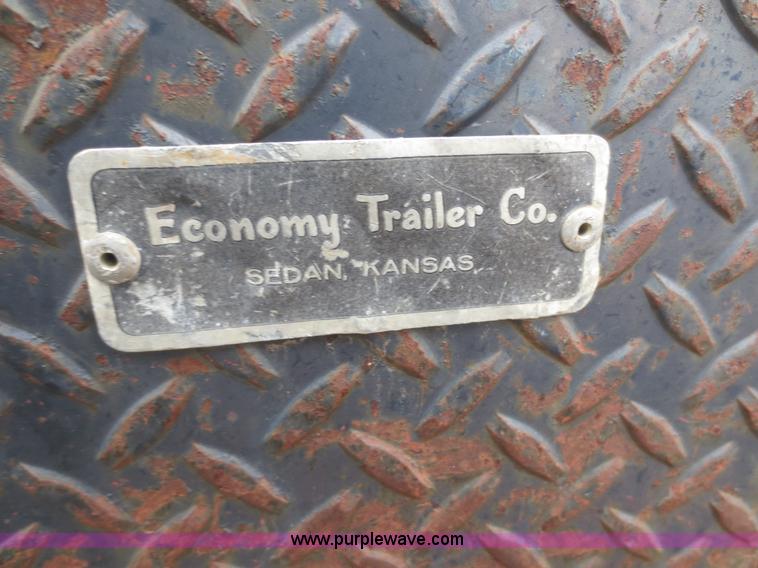 Economy Trailer Co.
SEDAN, KANSAS
www.purplewave.com